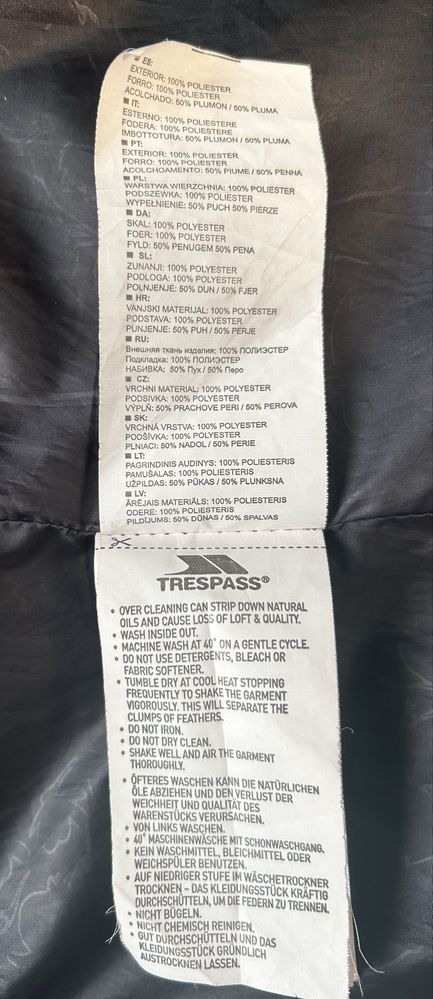 ■ ES:
EXTERIOR: 100% POLIESTER
FORRO: 100% POLIESTER
ACOLCHADO: 50% PLUMON / 50% PLUMA
■ IT:
ESTERNO: 100% POLIESTERE
FODERA: 100% POLIESTERE
IMBOTTOTURA: 50% PLUMON / 50% PLUMA
■ PT:
EXTERIOR: 100% POLIESTER
FORRO: 100% POLIESTER
ACOLCHOAMENTO: 50% PIUME / 50% PENNA
■ PL:
WARSTWA WIERZCHNIA: 100% POLYESTER
PODSZEWKA: 100% POLYESTER
WYPEŁNIENIE: 50% PUCH 50% PIERZE
■ DA:
SKAL: 100% POLYESTER
FOER: 100% POLYESTER
FYLD: 50% PENUGEM 50% PENA
■ SL:
ZUNANJI: 100% POLYESTER
PODLOGA: 100% POLYESTER
POLNJENJE: 50% DUN / 50% FJER
■ HR:
VANJSKI MATERIJAL: 100% POLYESTER
PODSTAVA: 100% POLYESTER
PUNJENJE: 50% PUH / 50% PERJE
■ RU:
Внешняя ткань изделия: 100% ПОЛИЭСТЕР
Подкладка: 100% ПОЛИЭСТЕР
НАБИВКА: 50% Пух / 50% Перо
■ CZ:
VRCHNI MATERIAL: 100% POLYESTER
PODSIVKA: 100% POLYESTER
VÝPLŇ: 50% PRACHOVE PERI / 50% PEROVA
■ SK:
VRCHNÁ VRSTVA: 100% POLYESTER
PODŠÍVKA: 100% POLYESTER
PLNIACI: 50% NADOL / 50% PERIE
■ LT:
PAGRINDINIS AUDINYS: 100% POLIESTERIS
PAMUŠALAS: 100% POLIESTERIS
UŽPILDAS: 50% PŪKAS / 50% PLUNKSNA
■ LV:
ĀRĒJAIS MATERIĀLS: 100% POLIESTERIS
ODERE: 100% POLIESTERIS
PILDĪJUMS: 50% DŪNAS / 50% SPALVAS
TRESPASS®
• OVER CLEANING CAN STRIP DOWN NATURAL
OILS AND CAUSE LOSS OF LOFT & QUALITY.
• WASH INSIDE OUT.
• MACHINE WASH AT 40° ON A GENTLE CYCLE.
• DO NOT USE DETERGENTS, BLEACH OR
FABRIC SOFTENER.
• TUMBLE DRY AT COOL HEAT STOPPING
FREQUENTLY TO SHAKE THE GARMENT
VIGOROUSLY. THIS WILL SEPARATE THE
CLUMPS OF FEATHERS.
• DO NOT IRON.
• DO NOT DRY CLEAN.
• SHAKE WELL AND AIR THE GARMENT
THOROUGHLY.
• ÖFTERES WASCHEN KANN DIE NATÜRLICHEN
ÖLE ABZIEHEN UND DEN VERLUST DER
WEICHHEIT UND QUALITÄT DES
WARENSTÜCKS VERURSACHEN.
• VON LINKS WASCHEN.
• 40° MASCHINENWÄSCHE MIT SCHONWASCHGANG.
• KEIN WASCHMITTEL, BLEICHMITTEL ODER
WEICHSPÜLER BENUTZEN.
• AUF NIEDRIGER STUFE IM WÄSCHETROCKNER
TROCKNEN – DAS KLEIDUNGSSTÜCK KRÄFTIG
DURCHSCHÜTTELN, UM DIE FEDERN ZU TRENNEN.
• NICHT BÜGELN.
• NICHT CHEMISCH REINIGEN.
• GUT DURCHSCHÜTTELN UND DAS
KLEIDUNGSSTÜCK GRÜNDLICH
AUSTROCKNEN LASSEN.